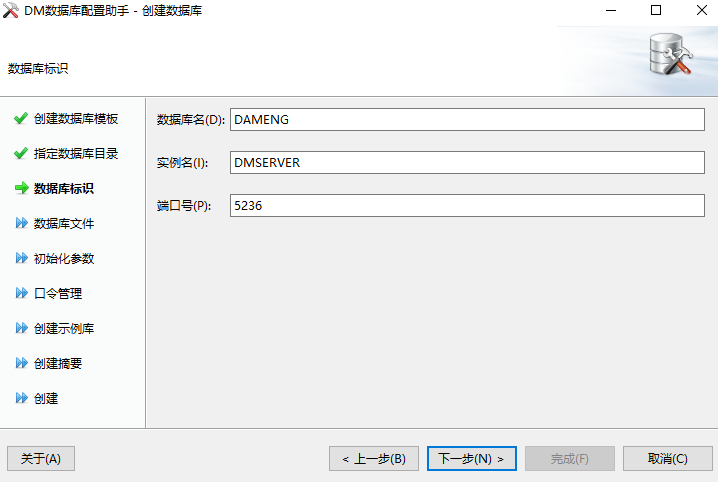 DM数据库配置助手 - 创建数据库
数据库标识
创建数据库模板
指定数据库目录
数据库标识
数据库文件
初始化参数
口令管理
创建示例库
创建摘要
创建
数据库名(D): DAMENG
实例名(I): DMSERVER
端口号(P): 5236
关于(A) < 上一步(B) 下一步(N) > 完成(F) 取消(C)